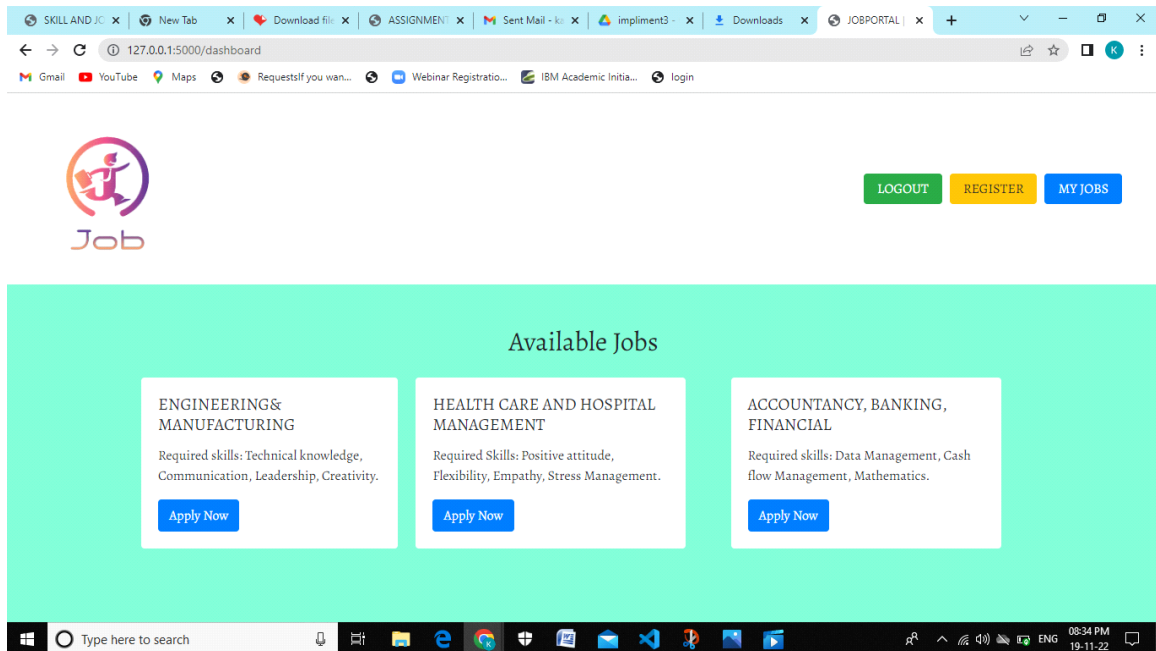 SKILL AND JO
New Tab
Download file
ASSIGNMENT
Sent Mail - ka
impliment3 -
Downloads
JOBPORTAL |
127.0.0.1:5000/dashboard
K
Gmail
YouTube
Maps
RequestsIf you wan...
Webinar Registratio...
IBM Academic Initia...
login
Job
LOGOUT
REGISTER
MY JOBS
Available Jobs
ENGINEERING&
MANUFACTURING
Required skills: Technical knowledge,
Communication, Leadership, Creativity.
Apply Now
HEALTH CARE AND HOSPITAL
MANAGEMENT
Required Skills: Positive attitude,
Flexibility, Empathy, Stress Management.
Apply Now
ACCOUNTANCY, BANKING,
FINANCIAL
Required skills: Data Management, Cash
flow Management, Mathematics.
Apply Now
Type here to search
ENG
08:34 PM
19-11-22